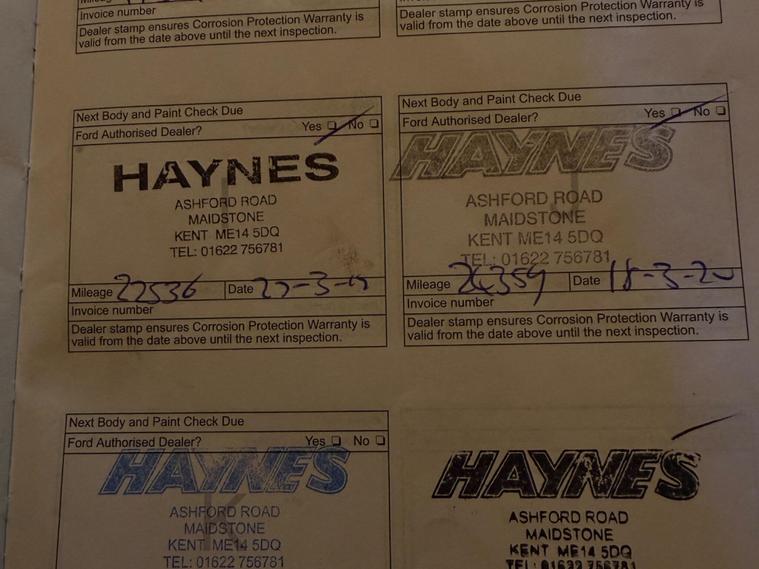 Invoice number
Dealer stamp ensures Corrosion Protection Warranty is
valid from the date above until the next inspection.
Dealer stamp ensures Corrosion Protection Warranty is
valid from the date above until the next inspection.
Next Body and Paint Check Due
Ford Authorised Dealer? Yes ❑ No ❑
HAYNES
ASHFORD ROAD
MAIDSTONE
KENT ME14 5DQ
TEL: 01622 756781
Mileage 22536 Date 27-3-19
Invoice number
Dealer stamp ensures Corrosion Protection Warranty is
valid from the date above until the next inspection.
Next Body and Paint Check Due
Ford Authorised Dealer? Yes ❑ No ❑
HAYNES
J
ASHFORD ROAD
MAIDSTONE
KENT ME14 5DQ
TEL: 01622 756781
Mileage 24359 Date 18-3-20
Invoice number
Dealer stamp ensures Corrosion Protection Warranty is
valid from the date above until the next inspection.
Next Body and Paint Check Due
Ford Authorised Dealer? Yes ❑ No ❑
HAYNES
K
ASHFORD ROAD
MAIDSTONE
KENT ME14 5DQ
TEL: 01622 756781
HAYNES
ASHFORD ROAD
MAIDSTONE
KENT ME14 5DQ
TEL: 01622 756781